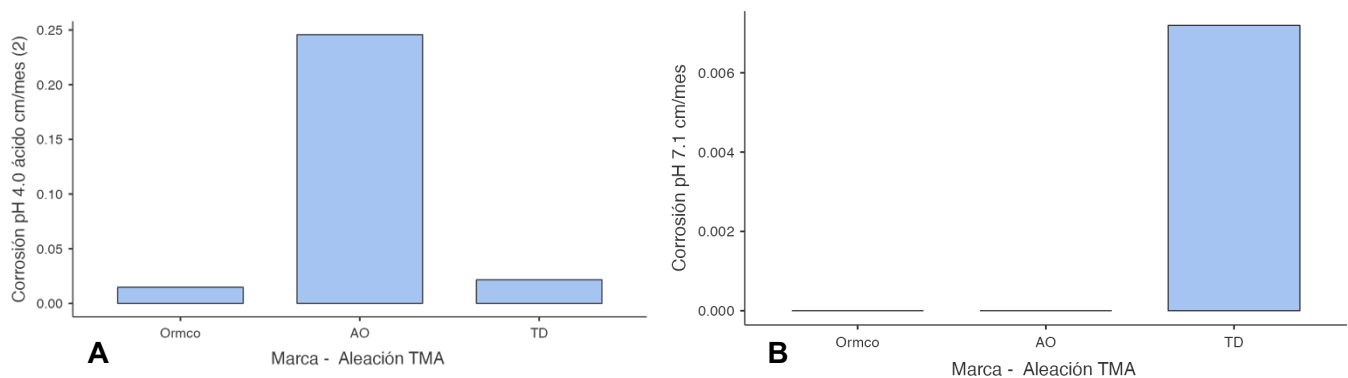 Corrosión pH 4.0 ácido cm/mes (2)
0.25
0.20
0.15
0.10
0.05
0.00
Ormco AO TD
Marca - Aleación TMA
A
Corrosión pH 7.1 cm/mes
0.006
0.004
0.002
0.000
Ormco AO TD
Marca - Aleación TMA
B